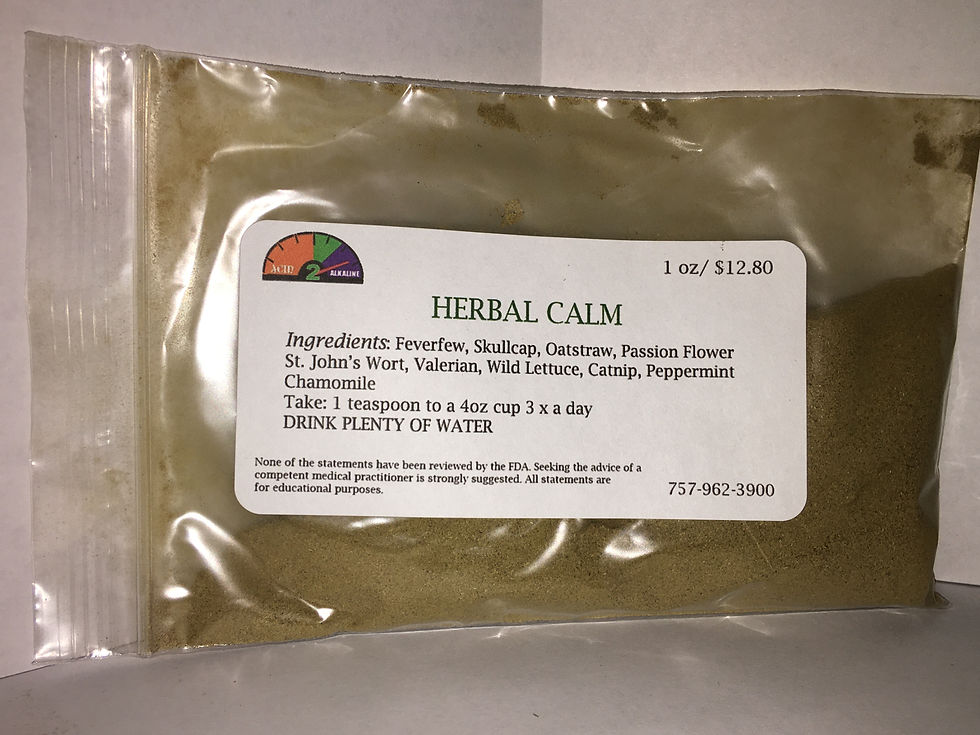 ACID 2 ALKALINE
1 oz/ $12.80
HERBAL CALM
Ingredients: Feverfew, Skullcap, Oatstraw, Passion Flower
St. John's Wort, Valerian, Wild Lettuce, Catnip, Peppermint
Chamomile
Take: 1 teaspoon to a 4oz cup 3 x a day
DRINK PLENTY OF WATER
None of the statements have been reviewed by the FDA. Seeking the advice of a
competent medical practitioner is strongly suggested. All statements are
for educational purposes.
757-962-3900